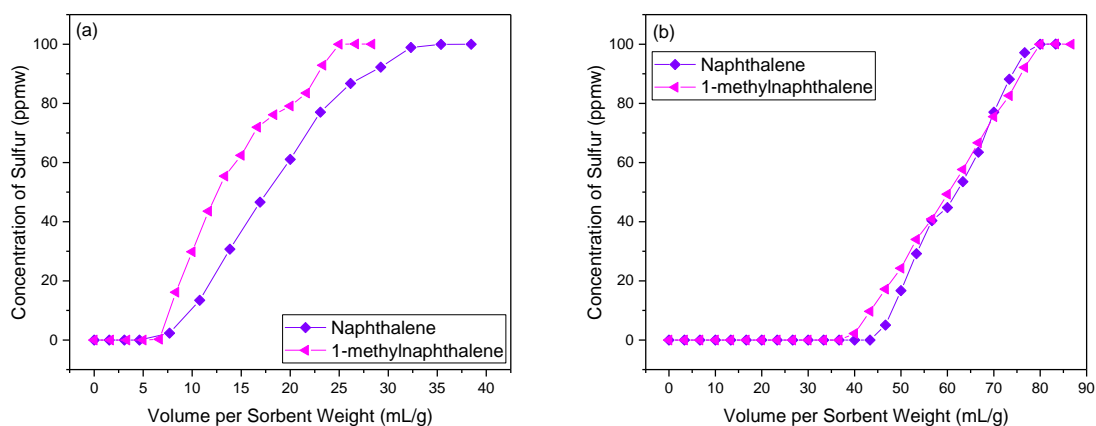 (a)
Concentration of Sulfur (ppmw)
100
80
60
40
20
0
Naphthalene
1-methylnaphthalene
0 5 10 15 20 25 30 35 40
Volume per Sorbent Weight (mL/g)
(b)
Concentration of Sulfur (ppmw)
100
80
60
40
20
0
Naphthalene
1-methylnaphthalene
0 10 20 30 40 50 60 70 80 90
Volume per Sorbent Weight (mL/g)